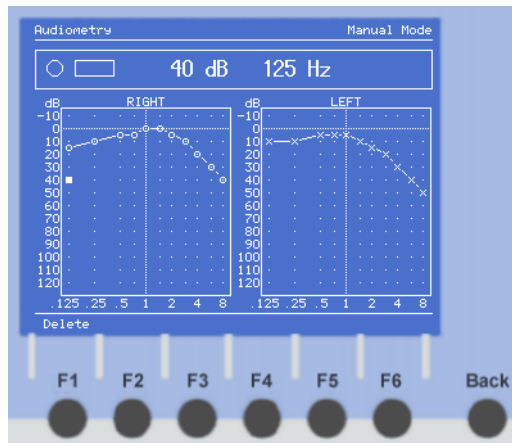 Audiometry Manual Mode
40 dB 125 Hz
dB RIGHT dB LEFT
-10 -10
0 0
10 10
20 20
30 30
40 40
50 50
60 60
70 70
80 80
90 90
100 100
110 110
120 120
.125 .25 .5 1 2 4 8 .125 .25 .5 1 2 4 8
Delete
F1 F2 F3 F4 F5 F6 Back